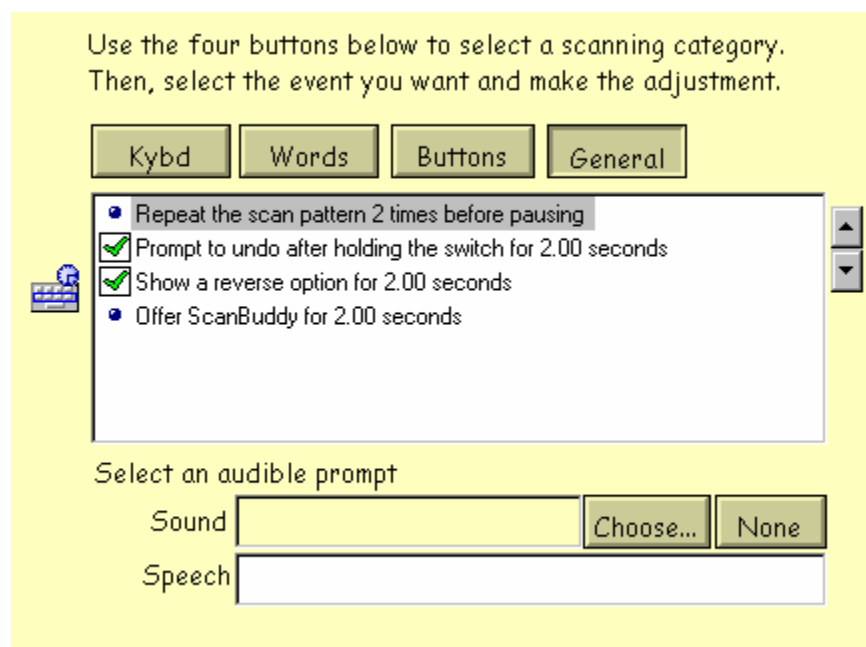 Use the four buttons below to select a scanning category.
Then, select the event you want and make the adjustment.
Kybd Words Buttons General
Repeat the scan pattern 2 times before pausing
Prompt to undo after holding the switch for 2.00 seconds
Show a reverse option for 2.00 seconds
Offer ScanBuddy for 2.00 seconds
Select an audible prompt
Sound Choose... None
Speech